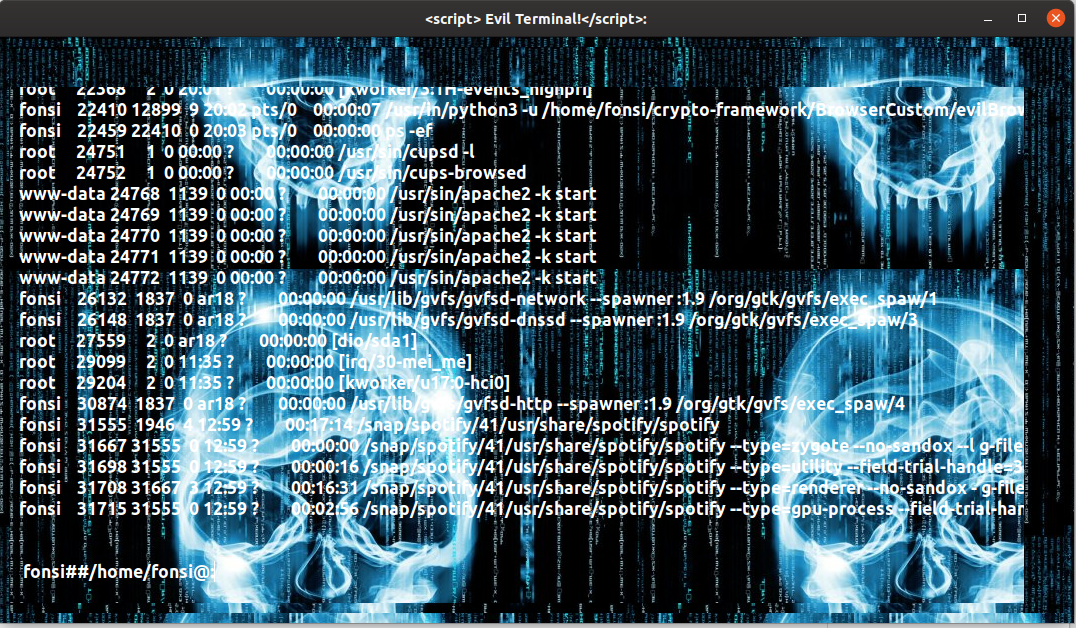 <script> Evil Terminal!</script>:
root 22368 2 0 20:01 ? 00:00:00 [kworker/3:1H-events_highpri]
fonsi 22410 12899 9 20:02 pts/0 00:00:07 /usr/in/python3 -u /home/fonsi/crypto-framework/BrowserCustom/evilBrow
fonsi 22459 22410 0 20:03 pts/0 00:00:00 ps -ef
root 24751 1 0 00:00 ? 00:00:00 /usr/sin/cupsd -l
root 24752 1 0 00:00 ? 00:00:00 /usr/sin/cups-browsed
www-data 24768 1139 0 00:00 ? 00:00:00 /usr/sin/apache2 -k start
www-data 24769 1139 0 00:00 ? 00:00:00 /usr/sin/apache2 -k start
www-data 24770 1139 0 00:00 ? 00:00:00 /usr/sin/apache2 -k start
www-data 24771 1139 0 00:00 ? 00:00:00 /usr/sin/apache2 -k start
www-data 24772 1139 0 00:00 ? 00:00:00 /usr/sin/apache2 -k start
fonsi 26132 1837 0 ar18 ? 00:00:00 /usr/lib/gvfs/gvfsd-network --spawner :1.9 /org/gtk/gvfs/exec_spaw/1
fonsi 26148 1837 0 ar18 ? 00:00:00 /usr/lib/gvfs/gvfsd-dnssd --spawner :1.9 /org/gtk/gvfs/exec_spaw/3
root 27559 2 0 ar18 ? 00:00:00 [dio/sda1]
root 29099 2 0 11:35 ? 00:00:00 [irq/30-mei_me]
root 29204 2 0 11:35 ? 00:00:00 [kworker/u17:0-hci0]
fonsi 30874 1837 0 ar18 ? 00:00:00 /usr/lib/gvfs/gvfsd-http --spawner :1.9 /org/gtk/gvfs/exec_spaw/4
fonsi 31555 1946 4 12:59 ? 00:17:14 /snap/spotify/41/usr/share/spotify/spotify
fonsi 31667 31555 0 12:59 ? 00:00:00 /snap/spotify/41/usr/share/spotify/spotify --type=zygote --no-sandox --l g-file
fonsi 31698 31555 0 12:59 ? 00:00:16 /snap/spotify/41/usr/share/spotify/spotify --type=utility --field-trial-handle=3
fonsi 31708 31667 3 12:59 ? 00:16:31 /snap/spotify/41/usr/share/spotify/spotify --type=renderer --no-sandox - g-file
fonsi 31715 31555 0 12:59 ? 00:02:56 /snap/spotify/41/usr/share/spotify/spotify --type=gpu-process --field-trial-har
fonsi##/home/fonsi@: